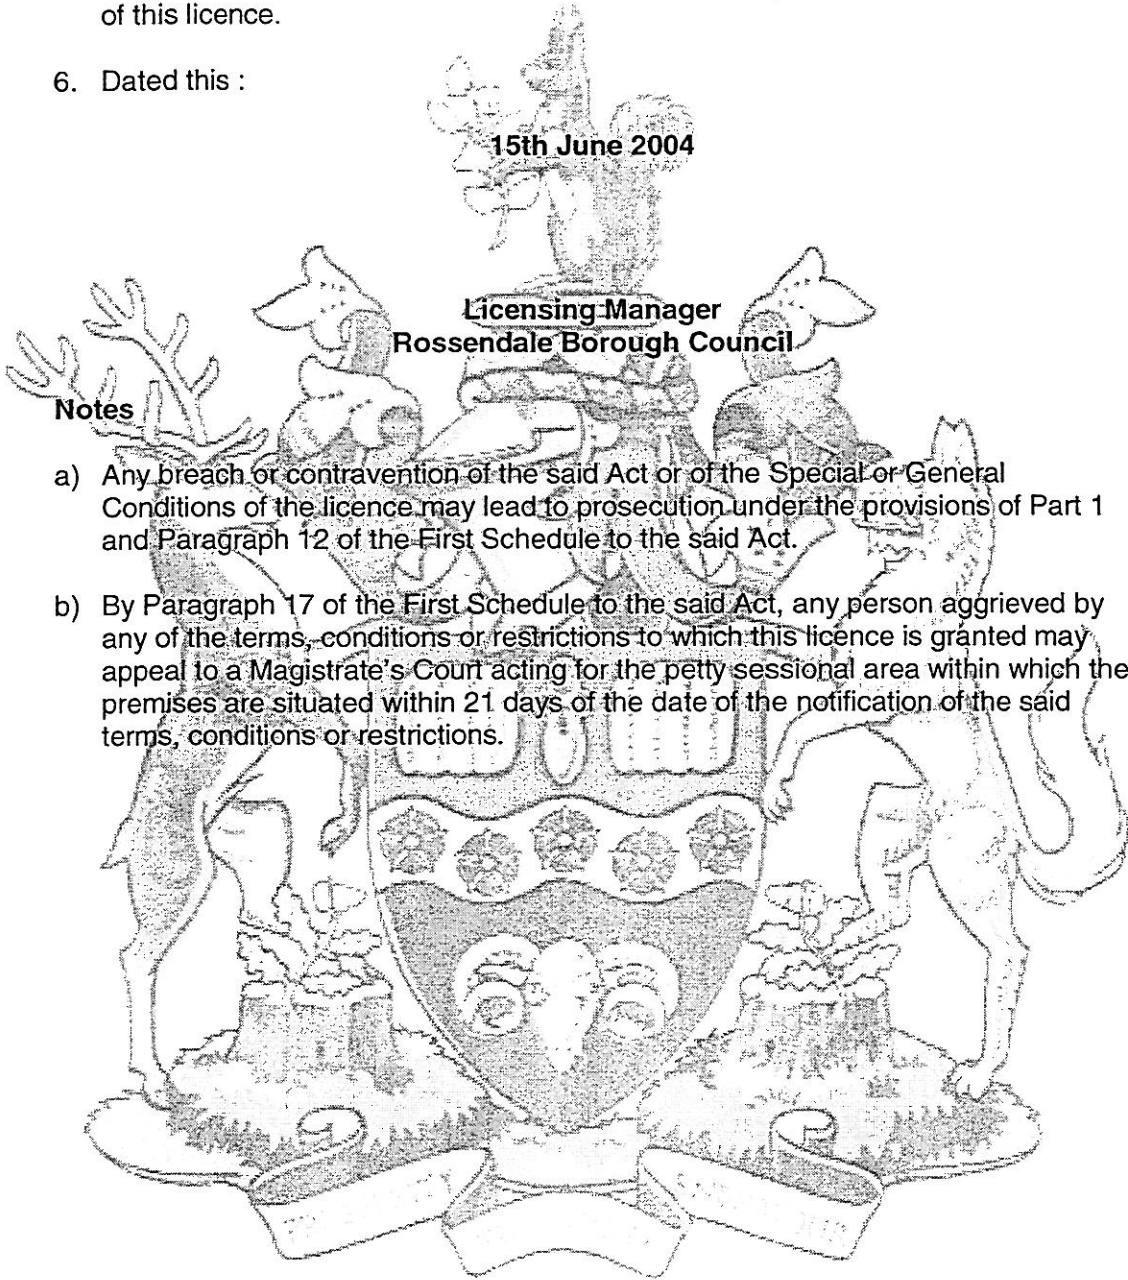 of this licence.
6. Dated this :
15th June 2004
Licensing Manager
Rossendale Borough Council
Notes
a) Any breach or contravention of the said Act or of the Special or General
Conditions of the licence may lead to prosecution under the provisions of Part 1
and Paragraph 12 of the First Schedule to the said Act.
b) By Paragraph 17 of the First Schedule to the said Act, any person aggrieved by
any of the terms, conditions or restrictions to which this licence is granted may
appeal to a Magistrate's Court acting for the petty sessional area within which the
premises are situated within 21 days of the date of the notification of the said
terms, conditions or restrictions.